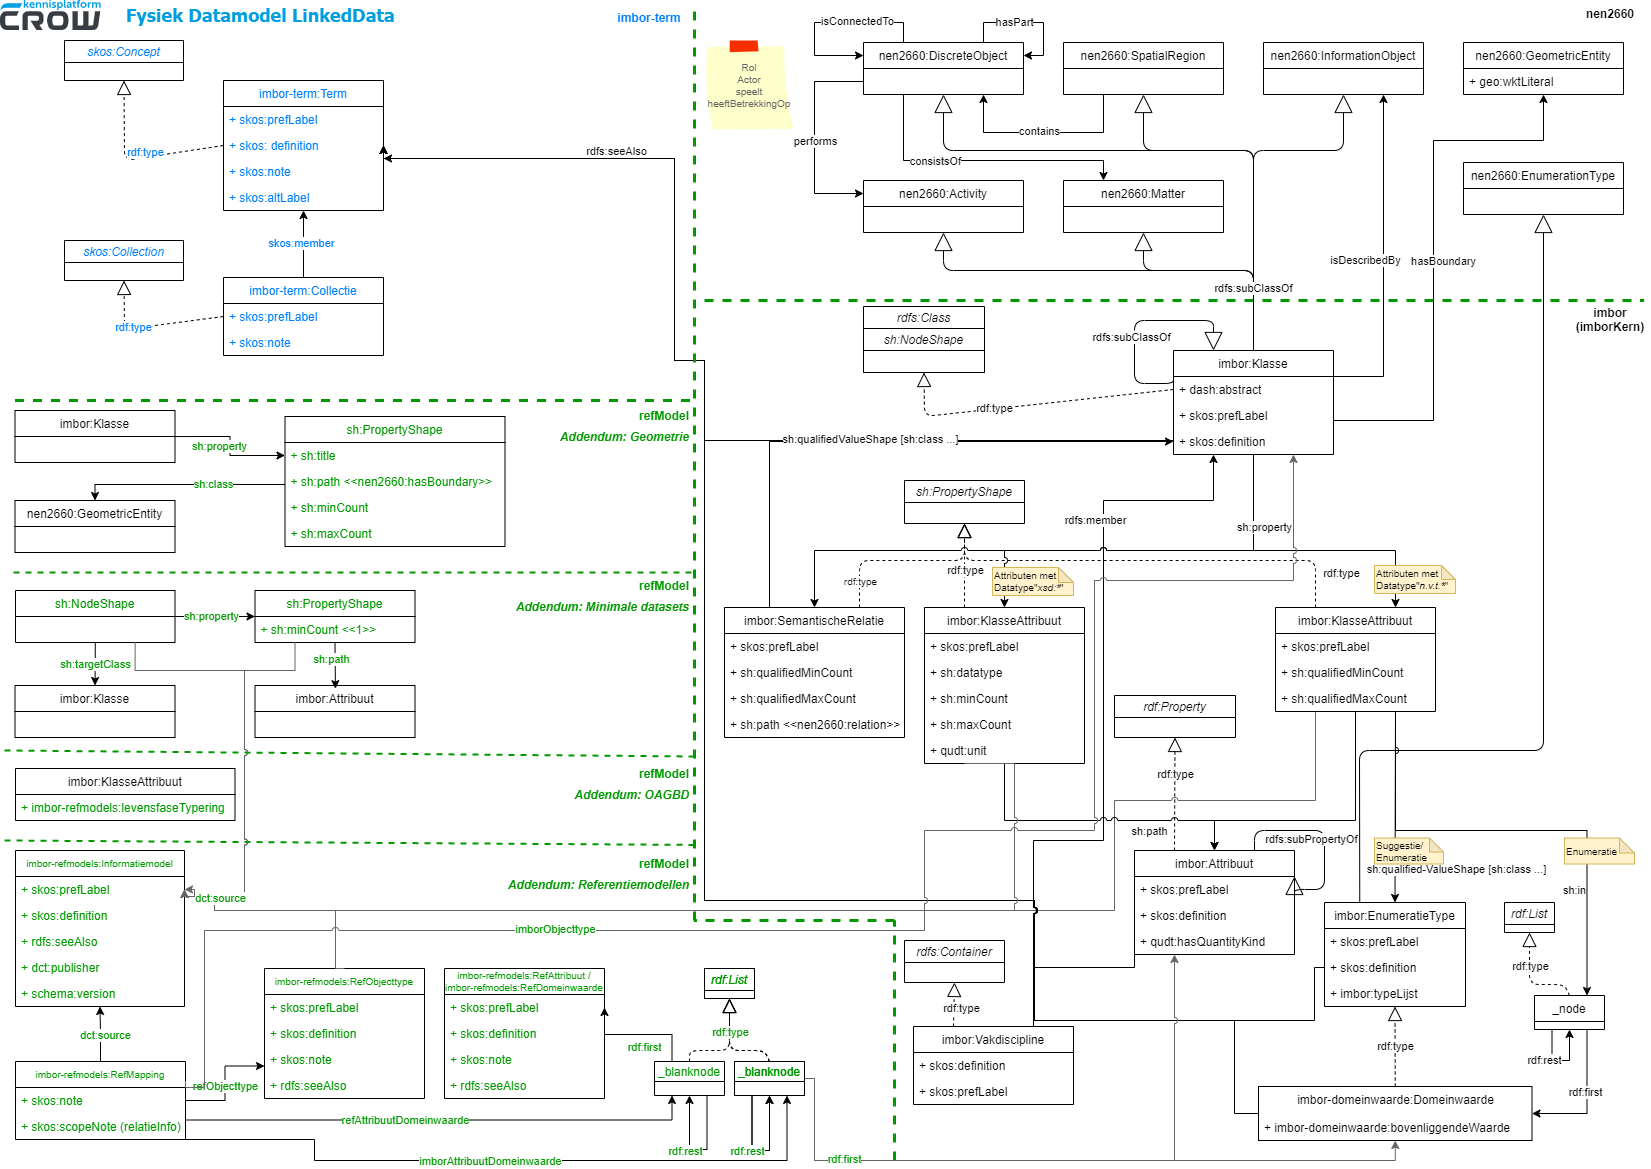 kennisplatform
CROW
Fysiek Datamodel LinkedData
imbor-term
skos:Concept
imbor-term:Term
+ skos:prefLabel
+ skos: definition
+ skos:note
+ skos:altLabel
rdf:type
skos:member
skos:Collection
imbor-term:Collectie
+ skos:prefLabel
+ skos:note
rdf:type
rdfs:seeAlso
nen2660
Rol
Actor
speelt
heeftBetrekkingOp
isConnectedTo
hasPart
nen2660:DiscreteObject
nen2660:SpatialRegion
nen2660:InformationObject
nen2660:GeometricEntity
+ geo:wktLiteral
contains
performs
consistsOf
nen2660:Activity
nen2660:Matter
nen2660:EnumerationType
isDescribedBy
hasBoundary
rdfs:subClassOf
imbor
(imborKern)
rdfs:Class
sh:NodeShape
rdfs:subClassOf
imbor:Klasse
+ dash:abstract
+ skos:prefLabel
+ skos:definition
rdf:type
sh:qualifiedValueShape [sh:class ...]
refModel
Addendum: Geometrie
imbor:Klasse
sh:property
sh:PropertyShape
+ sh:title
+ sh:path <<nen2660:hasBoundary>>
+ sh:minCount
+ sh:maxCount
sh:class
nen2660:GeometricEntity
sh:PropertyShape
rdfs:member
sh:property
rdf:type
rdf:type
rdf:type
Attributen met
Datatype"xsd:*"
Attributen met
Datatype"n.v.t.*"
refModel
Addendum: Minimale datasets
sh:NodeShape
sh:property
sh:PropertyShape
+ sh:minCount <<1>>
sh:targetClass
sh:path
imbor:Klasse
imbor:Attribuut
imbor:SemantischeRelatie
+ skos:prefLabel
+ sh:qualifiedMinCount
+ sh:qualifiedMaxCount
+ sh:path <<nen2660:relation>>
imbor:KlasseAttribuut
+ skos:prefLabel
+ sh:datatype
+ sh:minCount
+ sh:maxCount
+ qudt:unit
imbor:KlasseAttribuut
+ skos:prefLabel
+ sh:qualifiedMinCount
+ sh:qualifiedMaxCount
rdf:Property
rdf:type
refModel
Addendum: OAGBD
imbor:KlasseAttribuut
+ imbor-refmodels:levensfaseTypering
sh:path
rdfs:subPropertyOf
imbor:Attribuut
+ skos:prefLabel
+ skos:definition
+ qudt:hasQuantityKind
Suggestie/
Enumeratie
sh:qualified-ValueShape [sh:class ...]
Enumeratie
sh:in
imbor:EnumeratieType
+ skos:prefLabel
+ skos:definition
+ imbor:typeLijst
rdf:List
rdf:type
_node
rdf:rest
rdf:first
rdf:type
imbor-domeinwaarde:Domeinwaarde
+ imbor-domeinwaarde:bovenliggendeWaarde
refModel
Addendum: Referentiemodellen
imbor-refmodels:Informatiemodel
+ skos:prefLabel
+ skos:definition
+ rdfs:seeAlso
+ dct:publisher
+ schema:version
dct:source
imborObjecttype
rdfs:Container
rdf:type
imbor:Vakdiscipline
+ skos:definition
+ skos:prefLabel
imbor-refmodels:RefObjecttype
+ skos:prefLabel
+ skos:definition
+ skos:note
+ rdfs:seeAlso
imbor-refmodels:RefAttribuut /
imbor-refmodels:RefDomeinwaarde
+ skos:prefLabel
+ skos:definition
+ skos:note
+ rdfs:seeAlso
rdf:List
rdf:type
rdf:first
_blanknode
_blanknode
dct:source
imbor-refmodels:RefMapping
+ skos:note
+ skos:scopeNote (relatieInfo)
refObjecttype
refAttribuutDomeinwaarde
imborAttribuutDomeinwaarde
rdf:rest
rdf:rest
rdf:first